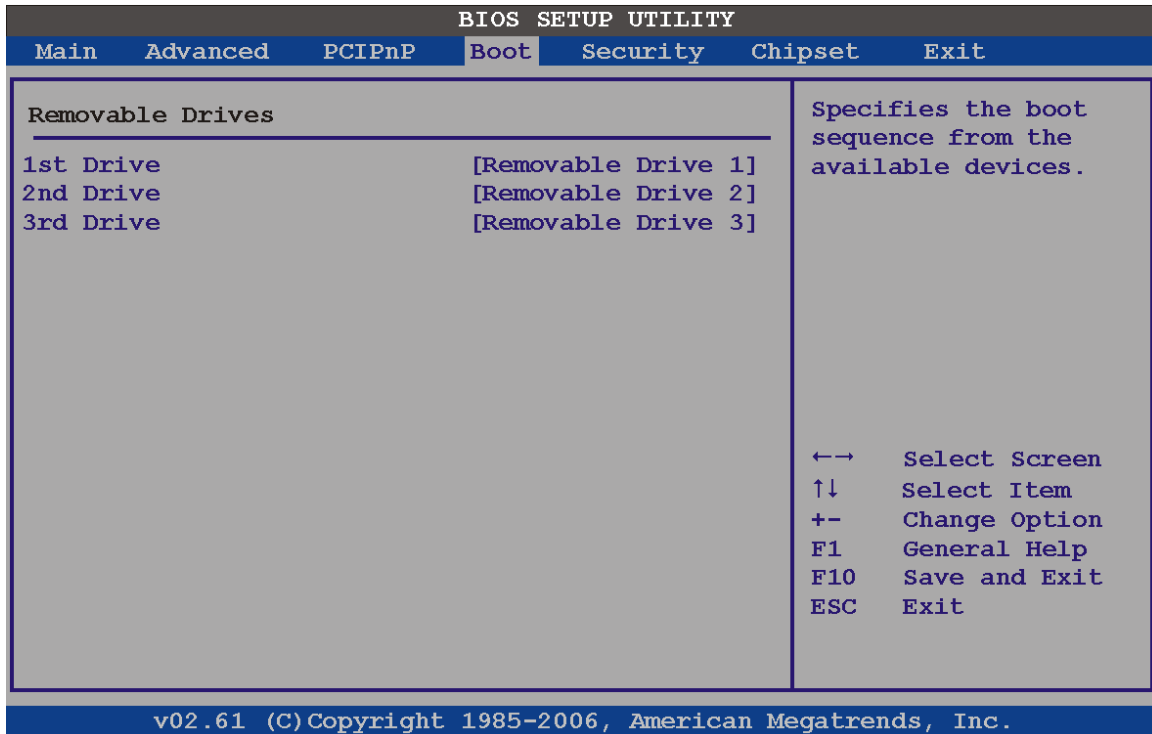 BIOS SETUP UTILITY
Main Advanced PCIPnP Boot Security Chipset Exit
Removable Drives
1st Drive [Removable Drive 1]
2nd Drive [Removable Drive 2]
3rd Drive [Removable Drive 3]
Specifies the boot
sequence from the
available devices.
←→ Select Screen
↑↓ Select Item
+- Change Option
F1 General Help
F10 Save and Exit
ESC Exit
v02.61 (C)Copyright 1985-2006, American Megatrends, Inc.